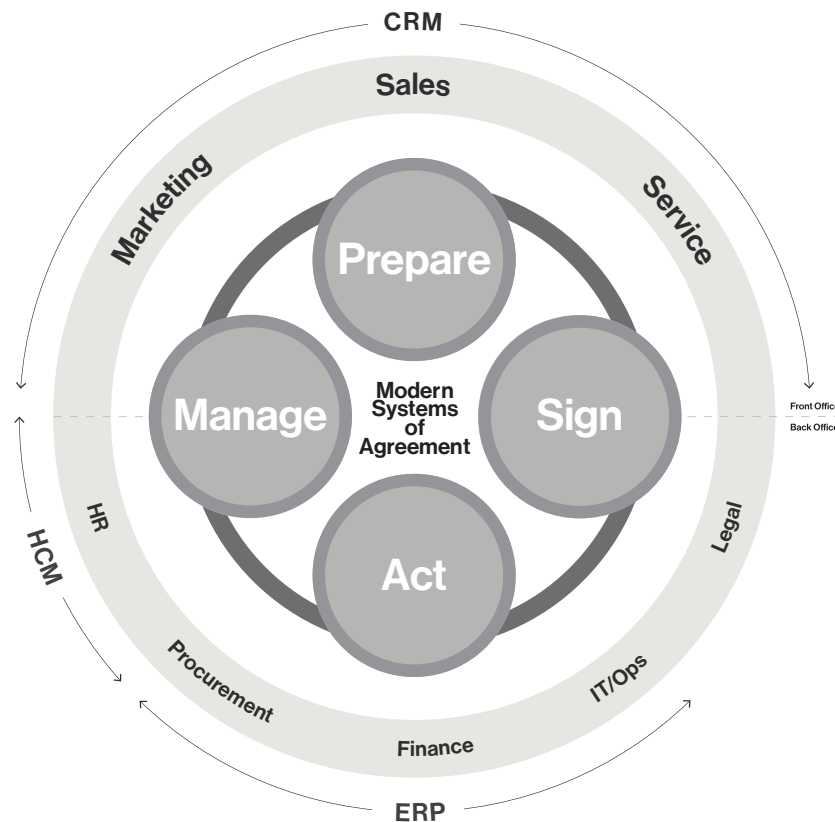 CRM
Sales
Marketing
Service
Prepare
Manage
Modern
Systems
of
Agreement
Sign
Front Offic
Back Office
HR
Legal
HCM
Act
Procurement
IT/Ops
Finance
ERP